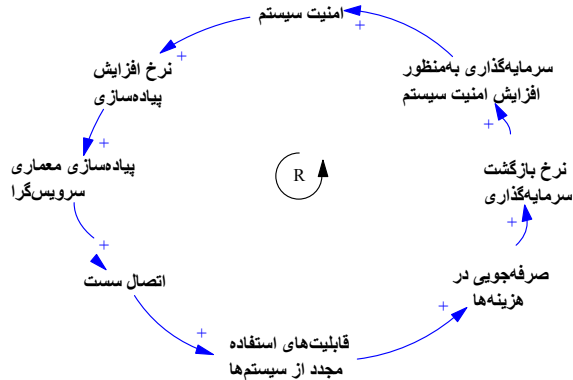 امنیت سیستم
نرخ افزایش
پیاده‌سازی
پیاده‌سازی معماری
سرویس‌گرا
اتصال سست
قابلیت‌های استفاده
مجدد از سیستم‌ها
صرفه‌جویی در
هزینه‌ها
نرخ بازگشت
سرمایه‌گذاری
سرمایه‌گذاری به‌منظور
افزایش امنیت سیستم
R
+
+
+
+
+
+
+
+